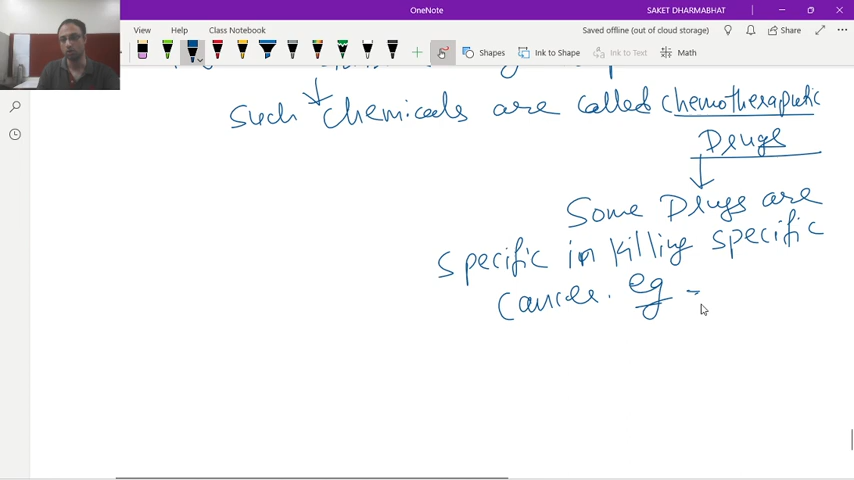 OneNote
SAKET DHARMABHAT
View Help Class Notebook
Saved offline (out of cloud storage)
Share
Shapes
Ink to Shape
Ink to Text
Math
such chemicals are called chemotherapeutic
Drugs
Some Drugs are
specific in killing specific
cancer. eg -